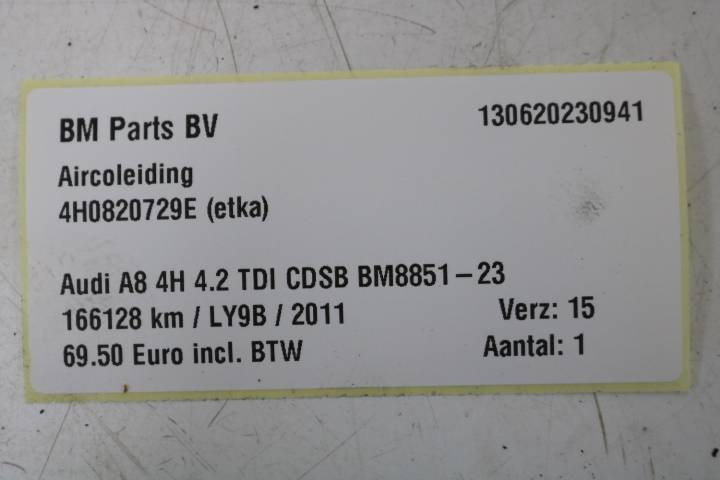 BM Parts BV 130620230941
Aircoleiding
4H0820729E (etka)
Audi A8 4H 4.2 TDI CDSB BM8851-23
166128 km / LY9B / 2011 Verz: 15
69.50 Euro incl. BTW Aantal: 1